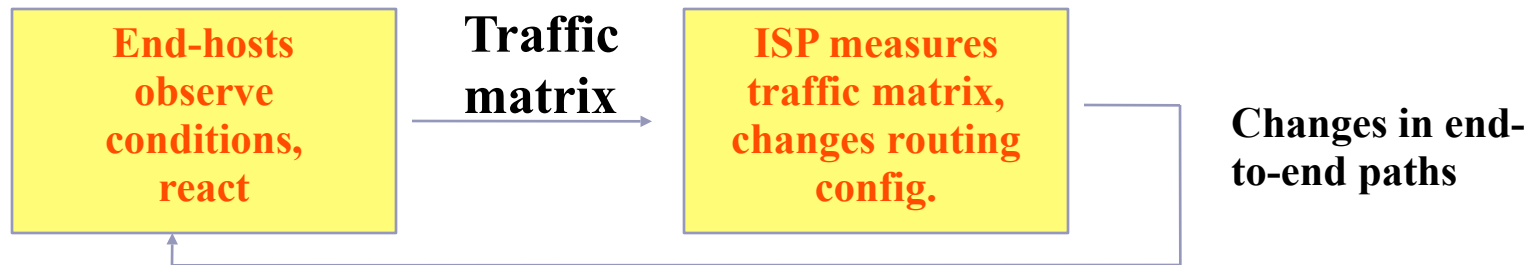 End-hosts
observe
conditions,
react
Traffic
matrix
ISP measures
traffic matrix,
changes routing
config.
Changes in end-
to-end paths